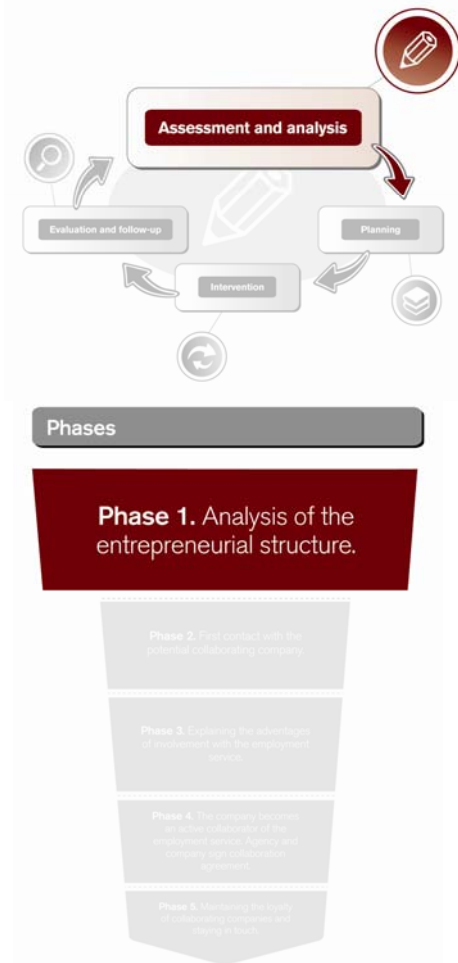 Assessment and analysis
Evaluation and follow-up
Planning
Intervention
Phases
Phase 1. Analysis of the
entrepreneurial structure.
Phase 2. First contact with the
potential collaborating company.
Phase 3. Explaining the advantages
of involvement with the employment
service.
Phase 4. The company becomes
an active collaborator of the
employment service. Agency and
company sign collaboration
agreement.
Phase 5. Maintaining the loyalty
of collaborating companies and
staying in touch.